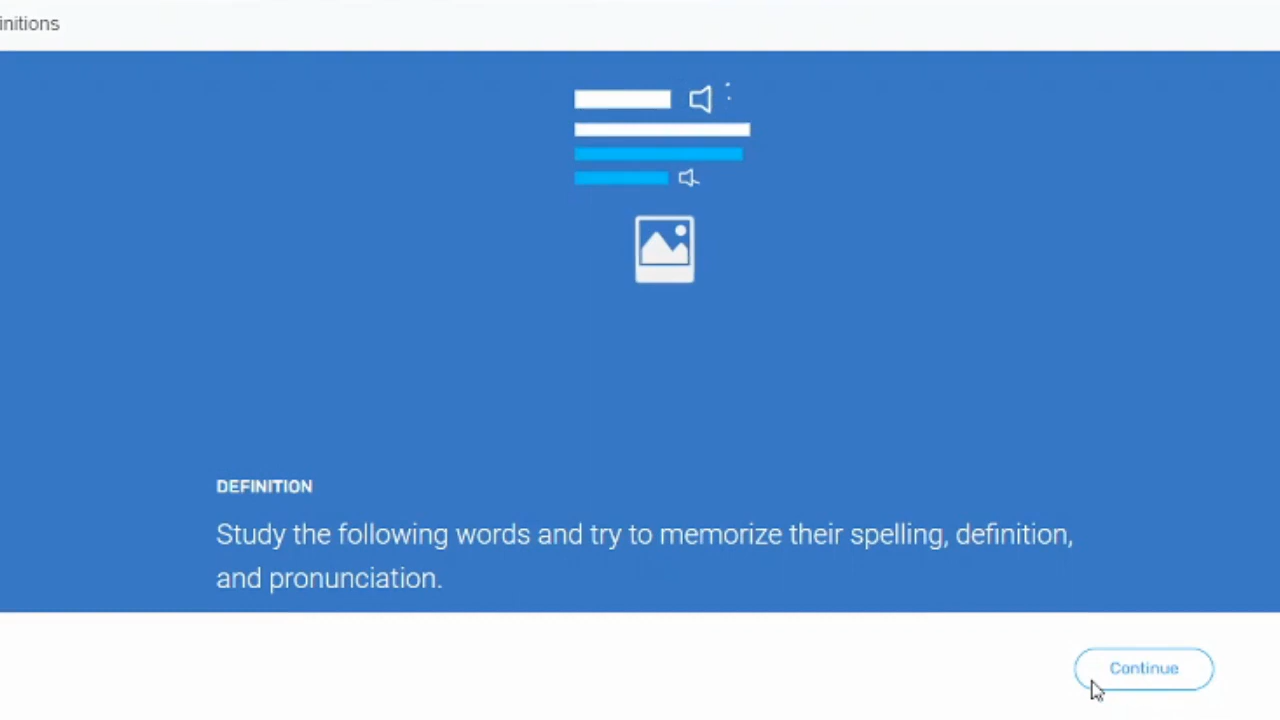 initions
DEFINITION
Study the following words and try to memorize their spelling, definition,
and pronunciation.
Continue